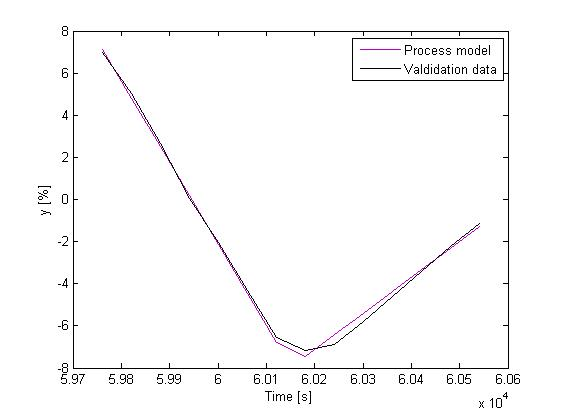 Process model
Valdidation data
8
6
4
2
0
-2
-4
-6
-8
y [%]
5.97 5.98 5.99 6 6.01 6.02 6.03 6.04 6.05 6.06
Time [s]
x 10^4